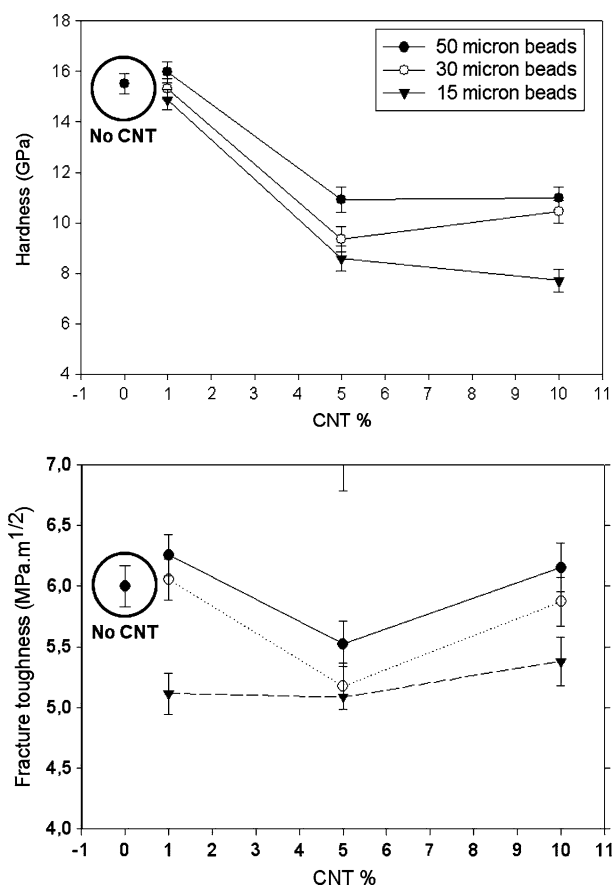 18
16
14
12
10
8
6
4
Hardness (GPa)
No CNT
50 micron beads
30 micron beads
15 micron beads
-1 0 1 2 3 4 5 6 7 8 9 10 11
CNT %
7,0
6,5
6,0
5,5
5,0
4,5
4,0
Fracture toughness (MPa.m1/2)
No CNT
-1 0 1 2 3 4 5 6 7 8 9 10 11
CNT %